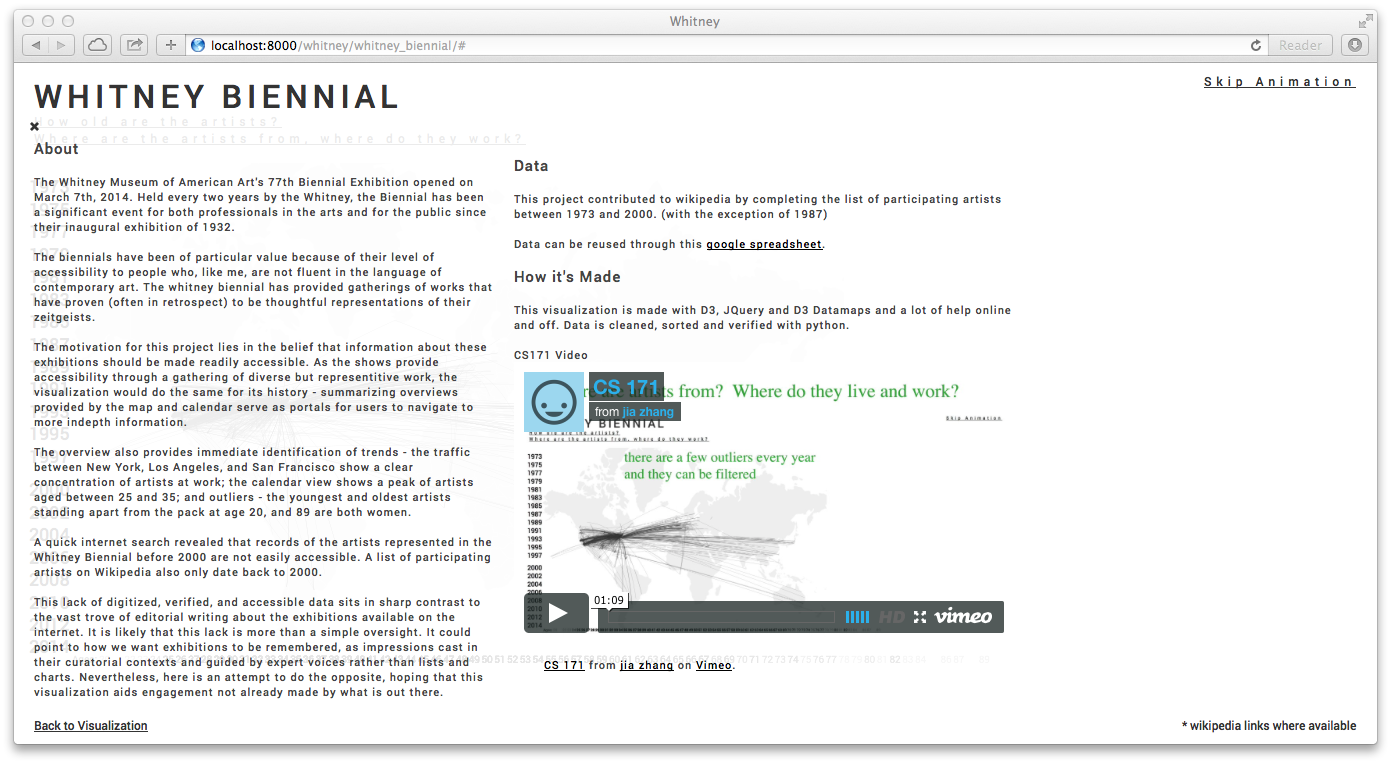 Whitney
localhost:8000/whitney/whitney_biennial/#
Reader
Skip Animation
WHITNEY BIENNIAL
How old are the artists?
Where are the artists from, where do they work?
About
The Whitney Museum of American Art's 77th Biennial Exhibition opened on
March 7th, 2014. Held every two years by the Whitney, the Biennial has been
a significant event for both professionals in the arts and for the public since
their inaugural exhibition of 1932.
The biennials have been of particular value because of their level of
accessibility to people who, like me, are not fluent in the language of
contemporary art. The whitney biennial has provided gatherings of works that
have proven (often in retrospect) to be thoughtful representations of their
zeitgeists.
The motivation for this project lies in the belief that information about these
exhibitions should be made readily accessible. As the shows provide
accessibility through a gathering of diverse but representitive work, the
visualization would do the same for its history - summarizing overviews
provided by the map and calendar serve as portals for users to navigate to
more indepth information.
The overview also provides immediate identification of trends - the traffic
between New York, Los Angeles, and San Francisco show a clear
concentration of artists at work; the calendar view shows a peak of artists
aged between 25 and 35; and outliers - the youngest and oldest artists
standing apart from the pack at age 20, and 89 are both women.
A quick internet search revealed that records of the artists represented in the
Whitney Biennial before 2000 are not easily accessible. A list of participating
artists on Wikipedia also only date back to 2000.
This lack of digitized, verified, and accessible data sits in sharp contrast to
the vast trove of editorial writing about the exhibitions available on the
internet. It is likely that this lack is more than a simple oversight. It could
point to how we want exhibitions to be remembered, as impressions cast in
their curatorial contexts and guided by expert voices rather than lists and
charts. Nevertheless, here is an attempt to do the opposite, hoping that this
visualization aids engagement not already made by what is out there.
Back to Visualization
Data
This project contributed to wikipedia by completing the list of participating artists
between 1973 and 2000. (with the exception of 1987)
Data can be reused through this google spreadsheet.
How it's Made
This visualization is made with D3, JQuery and D3 Datamaps and a lot of help online
and off. Data is cleaned, sorted and verified with python.
CS171 Video
CS 171
from jia zhang
artists from? Where do they live and work?
Skip Animation
BIENNIAL
How old are the artists?
Where are the artists from, where do they work?
there are a few outliers every year
and they can be filtered
1973
1975
1977
1979
1981
1983
1985
1987
1989
1991
1993
1995
1997
2000
2002
2004
2006
2008
2010
2012
2014
01:09
HD
vimeo
CS 171 from jia zhang on Vimeo.
* wikipedia links where available